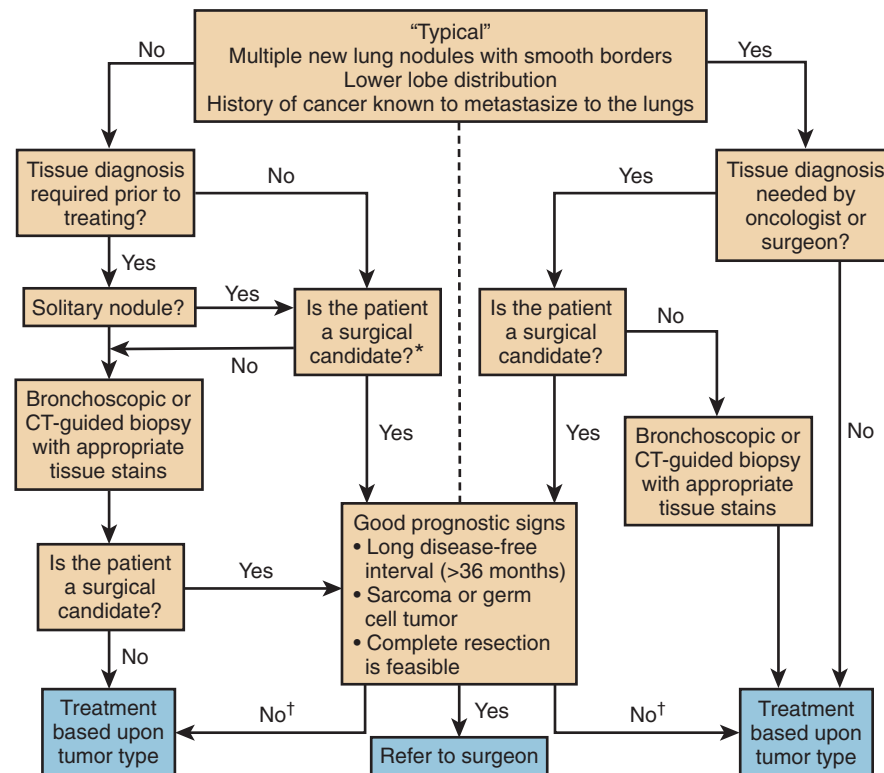 “Typical”
Multiple new lung nodules with smooth borders
Lower lobe distribution
History of cancer known to metastasize to the lungs
No
Yes
Tissue diagnosis
required prior to
treating?
No
Yes
Tissue diagnosis
needed by
oncologist or
surgeon?
Yes
Solitary nodule?
Yes
Is the patient
a surgical
candidate?*
No
Is the patient
a surgical
candidate?
No
Bronchoscopic or
CT-guided biopsy
with appropriate
tissue stains
Yes
Yes
Bronchoscopic or
CT-guided biopsy
with appropriate
tissue stains
No
Is the patient
a surgical
candidate?
Yes
Good prognostic signs
• Long disease-free
interval (>36 months)
• Sarcoma or germ
cell tumor
• Complete resection
is feasible
No
Treatment
based upon
tumor type
No†
Yes
Refer to surgeon
No†
Treatment
based upon
tumor type